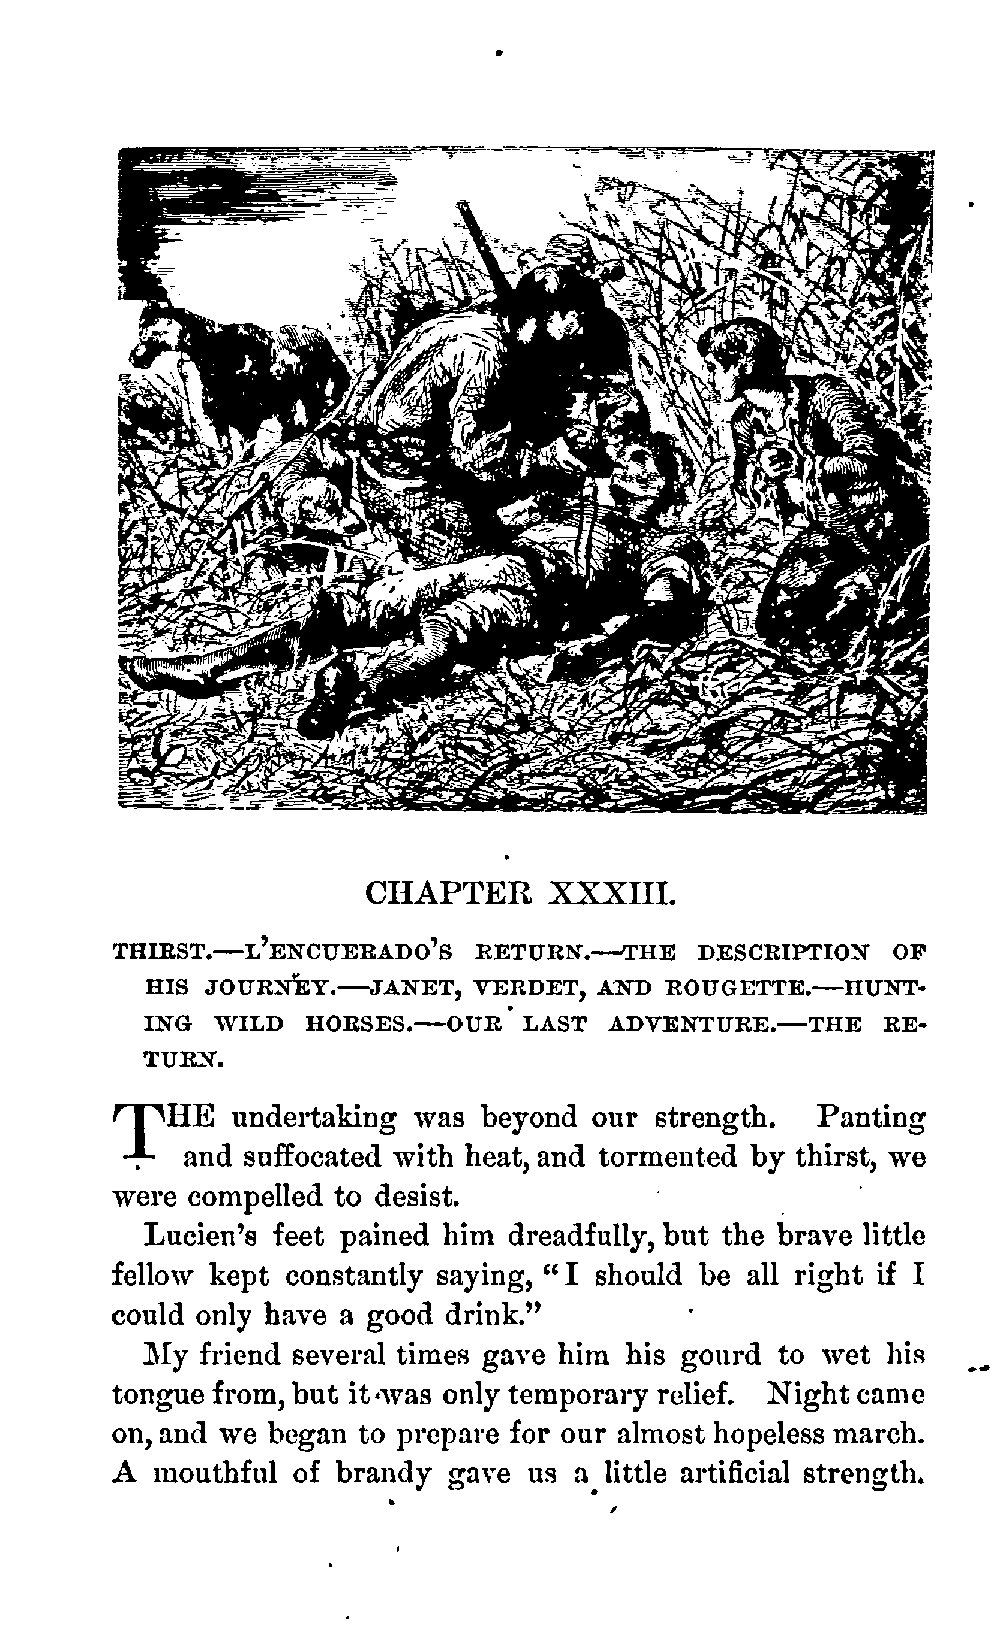 CHAPTER XXXIII.
THIRST.—L'ENCUERADO'S RETURN.—THE DESCRIPTION OF
HIS JOURNEY.—JANET, VERDET, AND ROUGETTE.—HUNT-
ING WILD HORSES.—OUR LAST ADVENTURE.—THE RE-
TURN.
THE undertaking was beyond our strength. Panting
and suffocated with heat, and tormented by thirst, we
were compelled to desist.
Lucien's feet pained him dreadfully, but the brave little
fellow kept constantly saying, "I should be all right if I
could only have a good drink."
My friend several times gave him his gourd to wet his
tongue from, but it was only temporary relief. Night came
on, and we began to prepare for our almost hopeless march.
A mouthful of brandy gave us a little artificial strength.